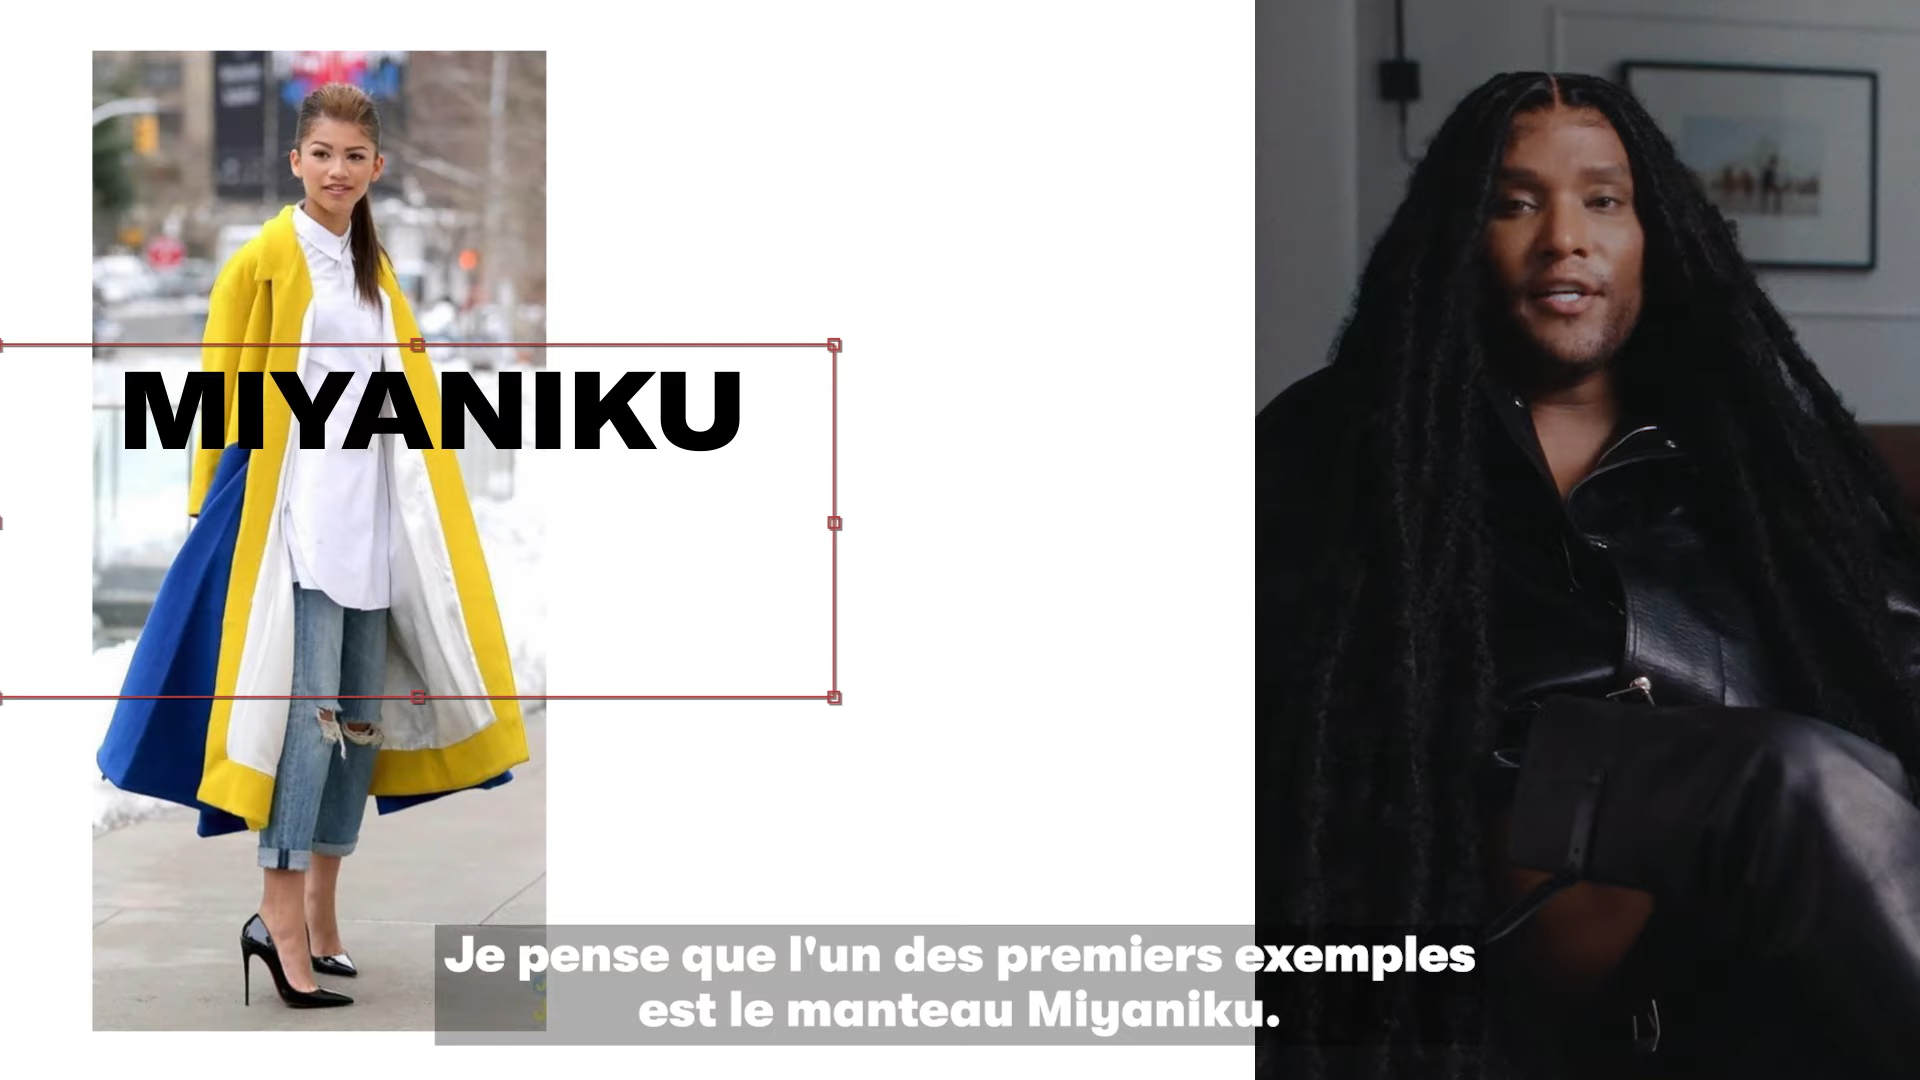 MIYANIKU
Je pense que l'un des premiers exemples
est le manteau Miyaniku.